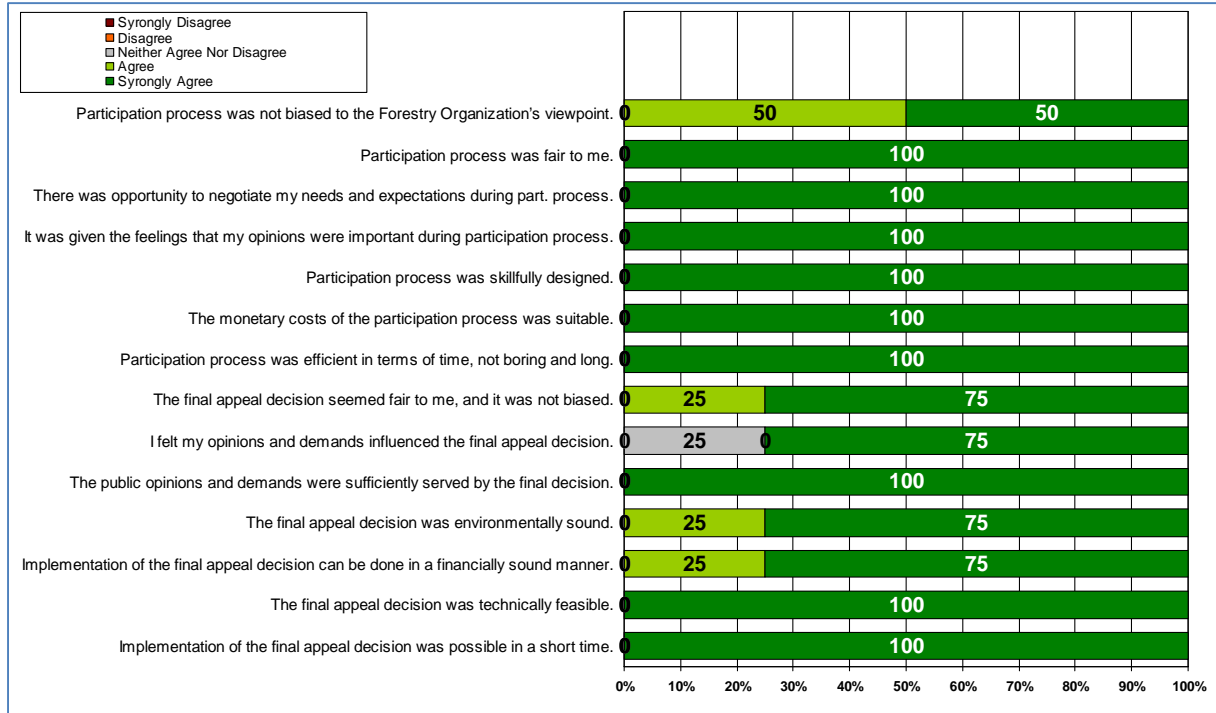 Syrongly Disagree
Disagree
Neither Agree Nor Disagree
Agree
Syrongly Agree
Participation process was not biased to the Forestry Organization's viewpoint. 0 50 50
Participation process was fair to me. 0 100
There was opportunity to negotiate my needs and expectations during part. process. 0 100
It was given the feelings that my opinions were important during participation process. 0 100
Participation process was skillfully designed. 0 100
The monetary costs of the participation process was suitable. 0 100
Participation process was efficient in terms of time, not boring and long. 0 100
The final appeal decision seemed fair to me, and it was not biased. 0 25 75
I felt my opinions and demands influenced the final appeal decision. 0 25 0 75
The public opinions and demands were sufficiently served by the final decision. 0 100
The final appeal decision was environmentally sound. 0 25 75
Implementation of the final appeal decision can be done in a financially sound manner. 0 25 75
The final appeal decision was technically feasible. 0 100
Implementation of the final appeal decision was possible in a short time. 0 100
0% 10% 20% 30% 40% 50% 60% 70% 80% 90% 100%